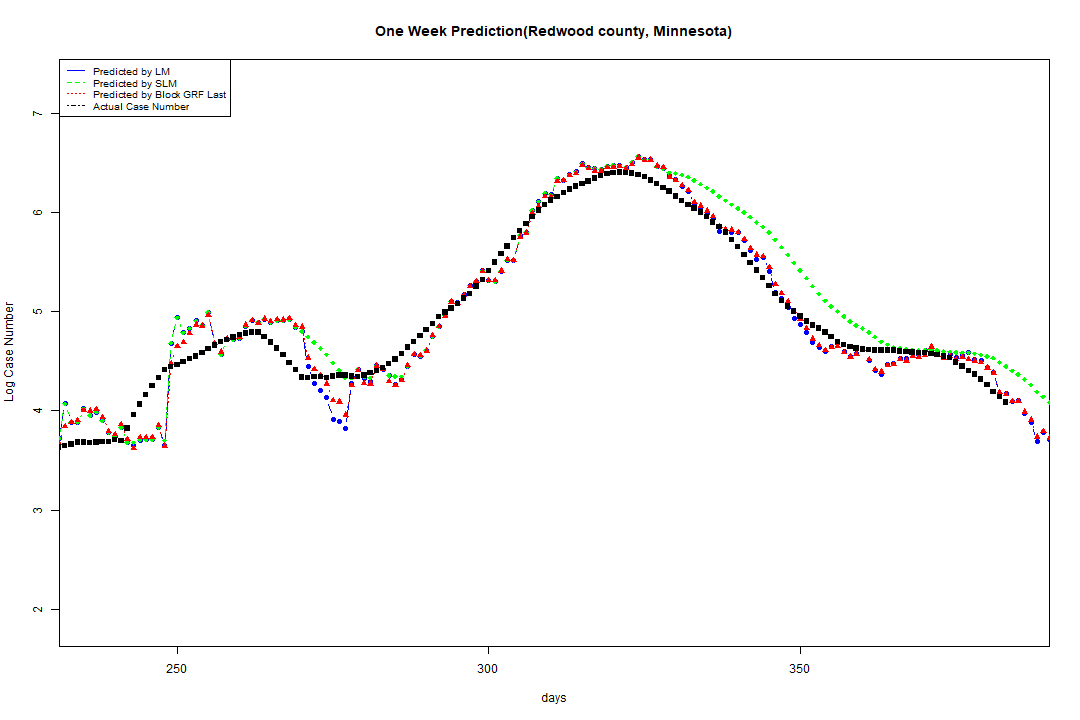 One Week Prediction(Redwood county, Minnesota)
Predicted by LM
Predicted by SLM
Predicted by Block GRF Last
Actual Case Number
7
6
5
4
3
2
Log Case Number
250 300 350
days